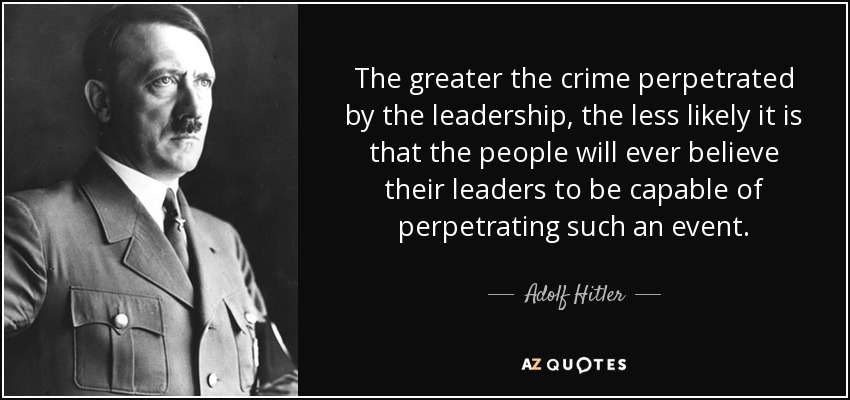 The greater the crime perpetrated
by the leadership, the less likely it is
that the people will ever believe
their leaders to be capable of
perpetrating such an event.
Adolf Hitler
AZ QUOTES